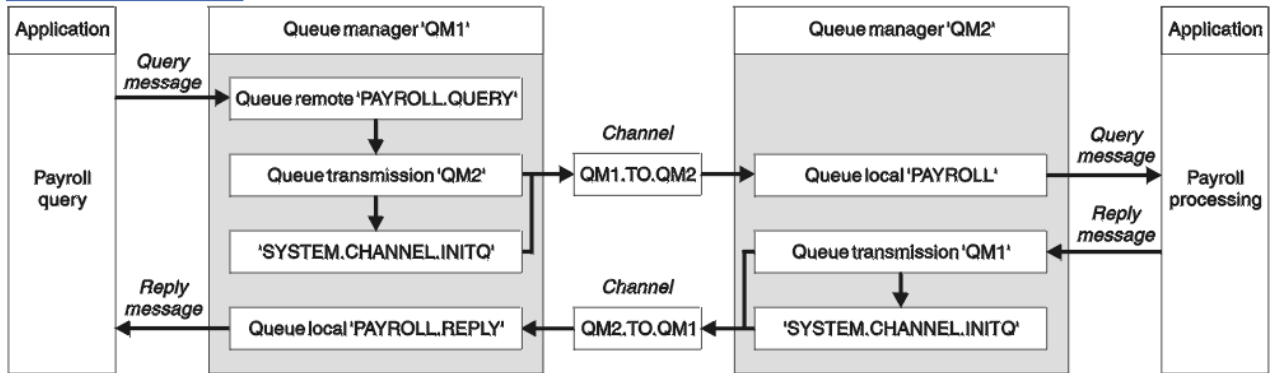 Application
Queue manager 'QM1'
Queue manager 'QM2'
Application
Query
message
Queue remote 'PAYROLL.QUERY'
Channel
Query
message
Payroll
query
Queue transmission 'QM2'
QM1.TO.QM2
Queue local 'PAYROLL'
Payroll
processing
Reply
message
'SYSTEM.CHANNEL.INITQ'
Queue transmission 'QM1'
Reply
message
Channel
Queue local 'PAYROLL.REPLY'
QM2.TO.QM1
'SYSTEM.CHANNEL.INITQ'